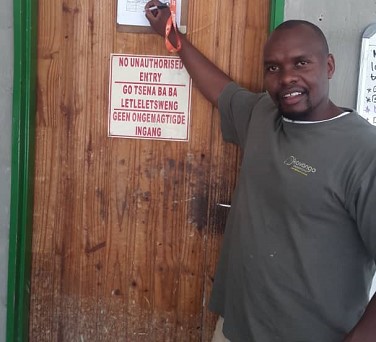 NO UNAUTHORISED
ENTRY
GO TSENA BA BA
LETLELETSWENG
GEEN ONGEMAGTIGDE
INGANG